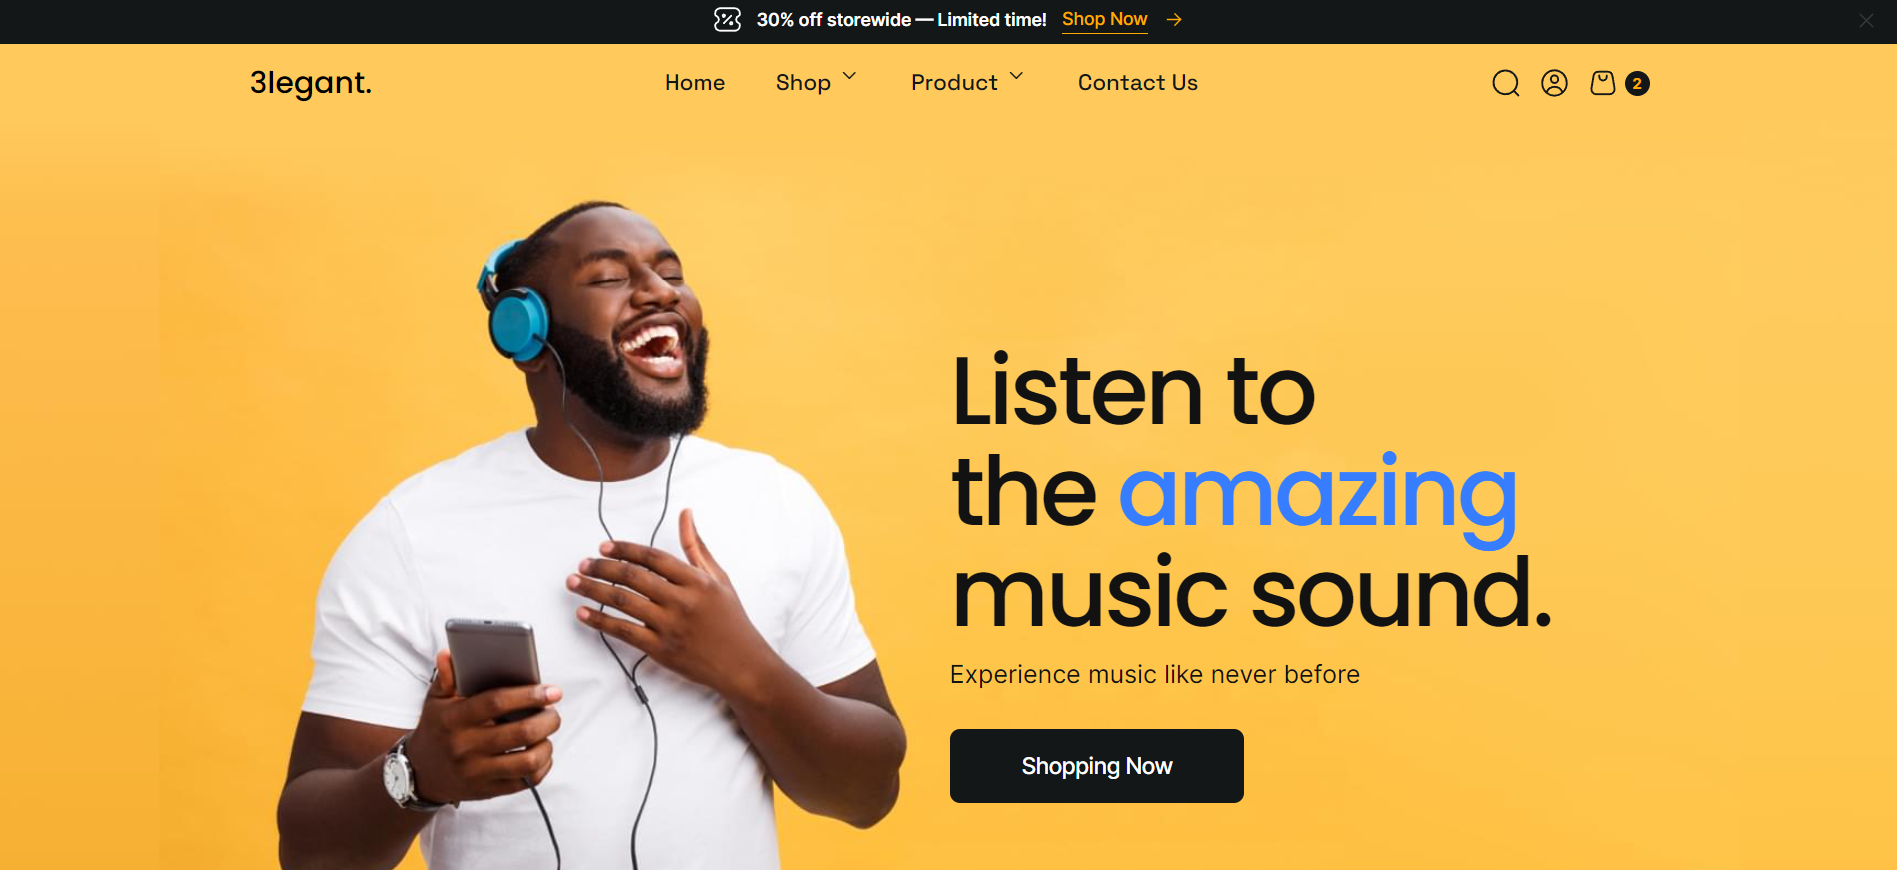 30% off storewide — Limited time! Shop Now
3legant.
Home Shop Product Contact Us
2
Listen to
the amazing
music sound.
Experience music like never before
Shopping Now